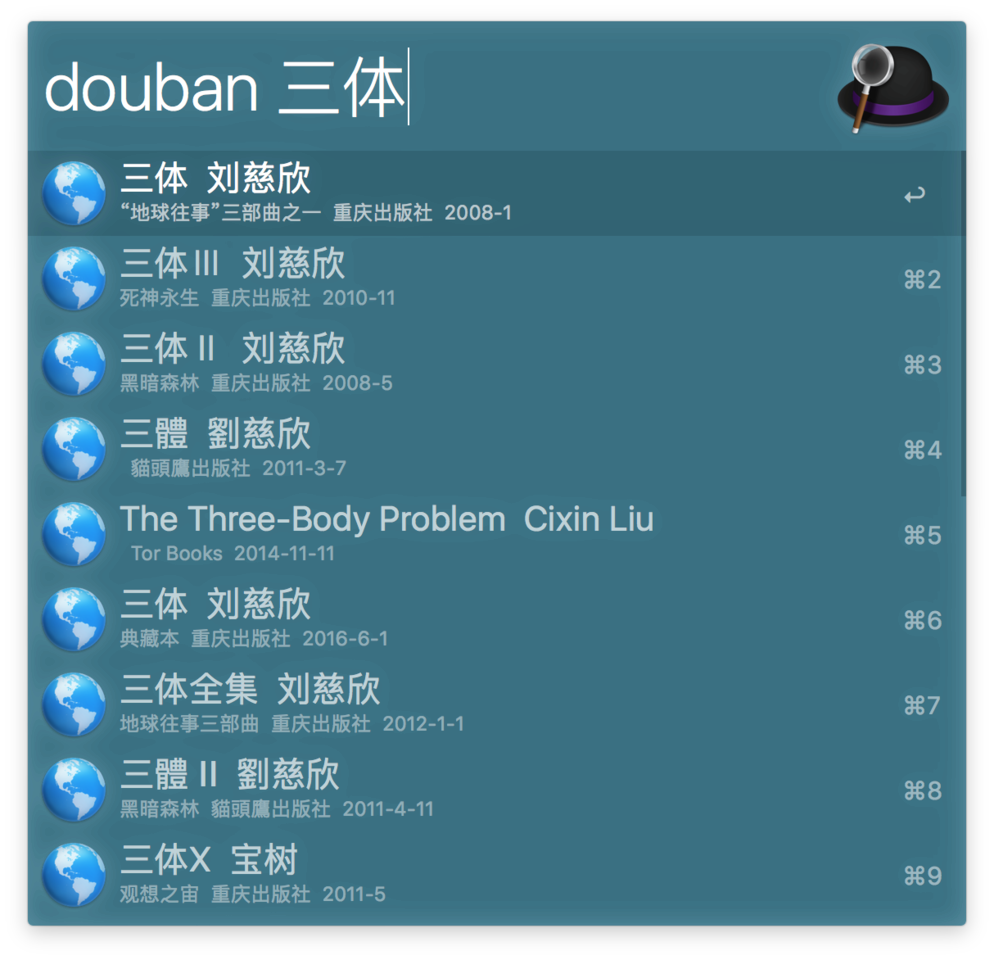 douban 三体
三体 刘慈欣
“地球往事”三部曲之一 重庆出版社 2008-1
三体Ⅲ 刘慈欣
死神永生 重庆出版社 2010-11
⌘2
三体Ⅱ 刘慈欣
黑暗森林 重庆出版社 2008-5
⌘3
三體 劉慈欣
貓頭鷹出版社 2011-3-7
⌘4
The Three-Body Problem Cixin Liu
Tor Books 2014-11-11
⌘5
三体 刘慈欣
典藏本 重庆出版社 2016-6-1
⌘6
三体全集 刘慈欣
地球往事三部曲 重庆出版社 2012-1-1
⌘7
三體 II 劉慈欣
黑暗森林 貓頭鷹出版社 2011-4-11
⌘8
三体X 宝树
观想之宙 重庆出版社 2011-5
⌘9